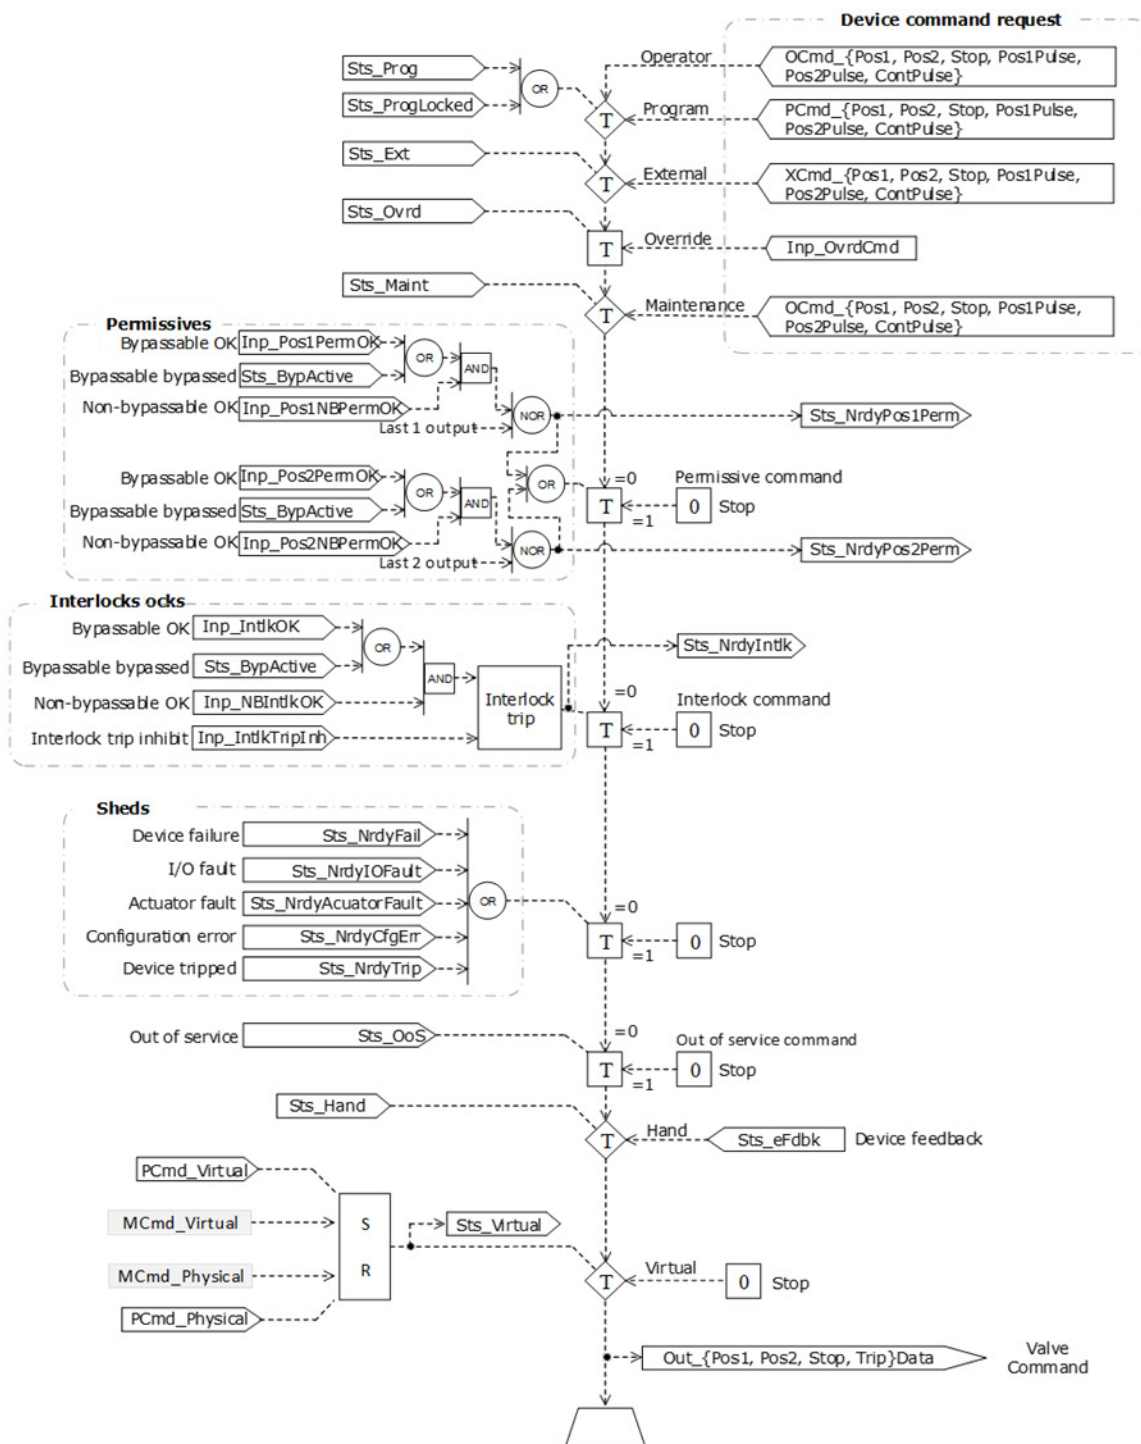 Device command request
Operator
OCmd_{Pos1, Pos2, Stop, Pos1Pulse,
Pos2Pulse, ContPulse}
Sts_Prog
OR
Sts_ProgLocked
T
Program
PCmd_{Pos1, Pos2, Stop, Pos1Pulse,
Pos2Pulse, ContPulse}
Sts_Ext
T
External
XCmd_{Pos1, Pos2, Stop, Pos1Pulse,
Pos2Pulse, ContPulse}
Sts_Ovrd
T
Override
Inp_OvrdCmd
Sts_Maint
T
Maintenance
OCmd_{Pos1, Pos2, Stop, Pos1Pulse,
Pos2Pulse, ContPulse}
Permissives
Bypassable OK
Inp_Pos1PermOK
OR
AND
Bypassable bypassed
Sts_BypActive
Non-bypassable OK
Inp_Pos1NBPermOK
Last 1 output
NOR
Sts_NrdyPos1Perm
Bypassable OK
Inp_Pos2PermOK
OR
AND
OR
Bypassable bypassed
Sts_BypActive
=0
T
=1
Permissive command
0
Stop
Non-bypassable OK
Inp_Pos2NBPermOK
Last 2 output
NOR
Sts_NrdyPos2Perm
Interlocks ocks
Bypassable OK
Inp_IntlkOK
OR
Bypassable bypassed
Sts_BypActive
AND
Non-bypassable OK
Inp_NBIntlkOK
Interlock trip inhibit
Inp_IntlkTripInh
Interlock
trip
Sts_NrdyIntlk
=0
T
=1
Interlock command
0
Stop
Sheds
Device failure
Sts_NrdyFail
I/O fault
Sts_NrdyIOFault
Actuator fault
Sts_NrdyAcuatorFault
OR
Configuration error
Sts_NrdyCfgErr
Device tripped
Sts_NrdyTrip
=0
T
=1
0
Stop
Out of service
Sts_OoS
=0
T
=1
Out of service command
0
Stop
Sts_Hand
T
Hand
Sts_eFdbk
Device feedback
PCmd_Virtual
MCmd_Virtual
S
Sts_Virtual
MCmd_Physical
R
PCmd_Physical
T
Virtual
0
Stop
Out_{Pos1, Pos2, Stop, Trip}Data
Valve
Command